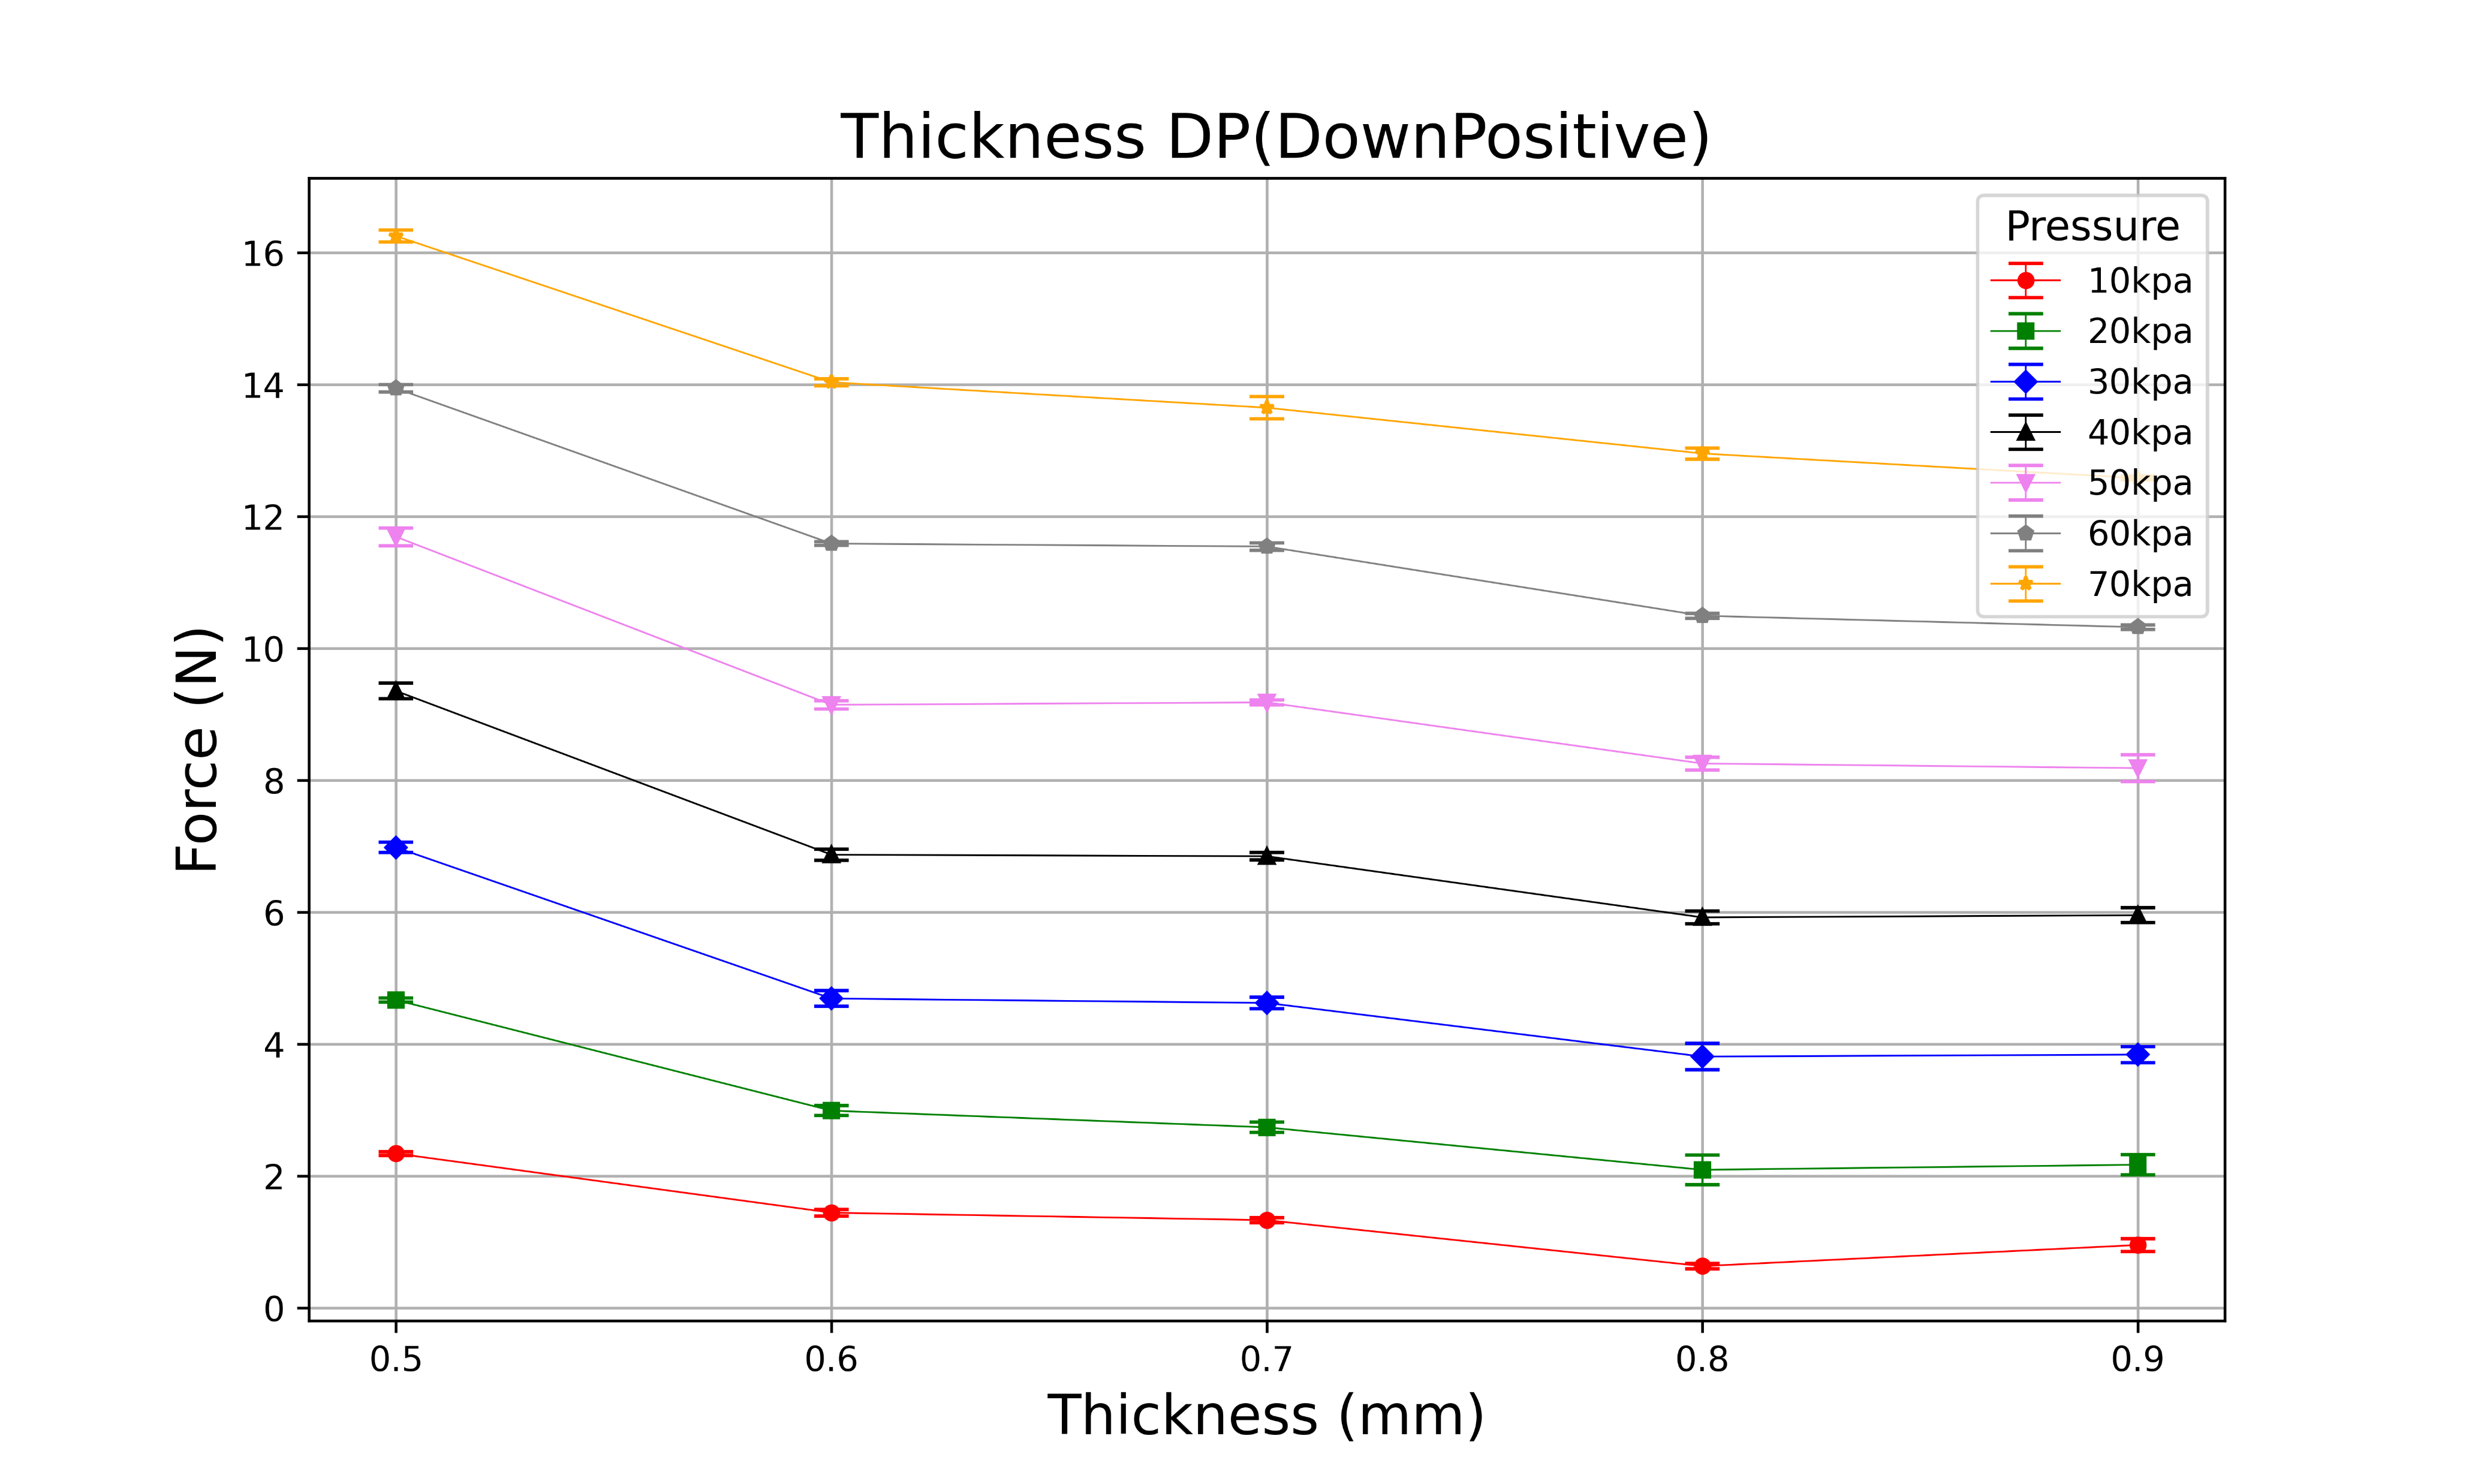 Thickness DP(DownPositive)
Pressure
10kpa
20kpa
30kpa
40kpa
50kpa
60kpa
70kpa
Force (N)
16
14
12
10
8
6
4
2
0
0.5 0.6 0.7 0.8 0.9
Thickness (mm)